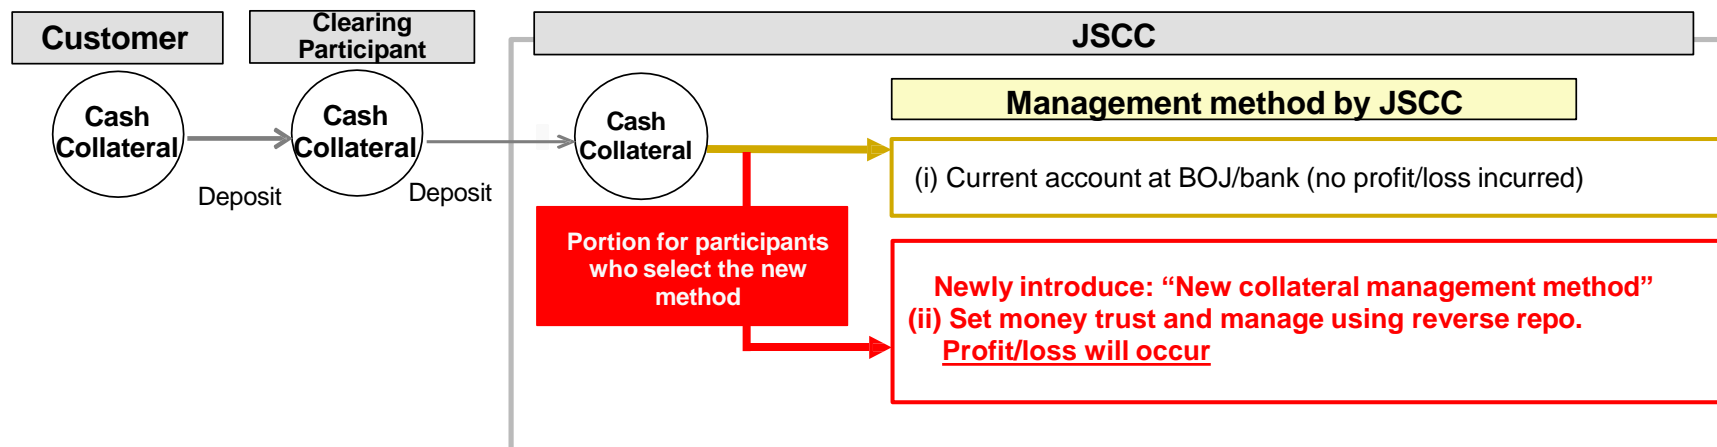 Customer
Clearing
Participant
JSCC
Cash
Collateral
Deposit
Cash
Collateral
Deposit
Cash
Collateral
Management method by JSCC
(i) Current account at BOJ/bank (no profit/loss incurred)
Portion for participants
who select the new
method
Newly introduce: “New collateral management method”
(ii) Set money trust and manage using reverse repo.
Profit/loss will occur